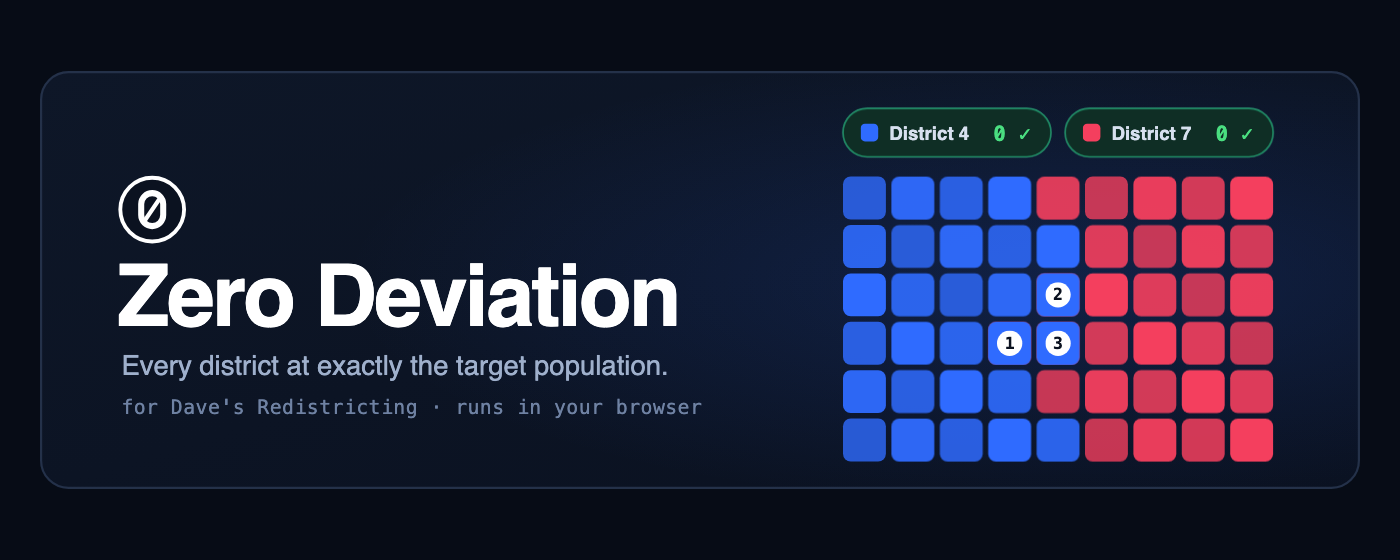 0
Zero Deviation
Every district at exactly the target population.
for Dave's Redistricting · runs in your browser
District 4 0 ✓
District 7 0 ✓
2
1 3